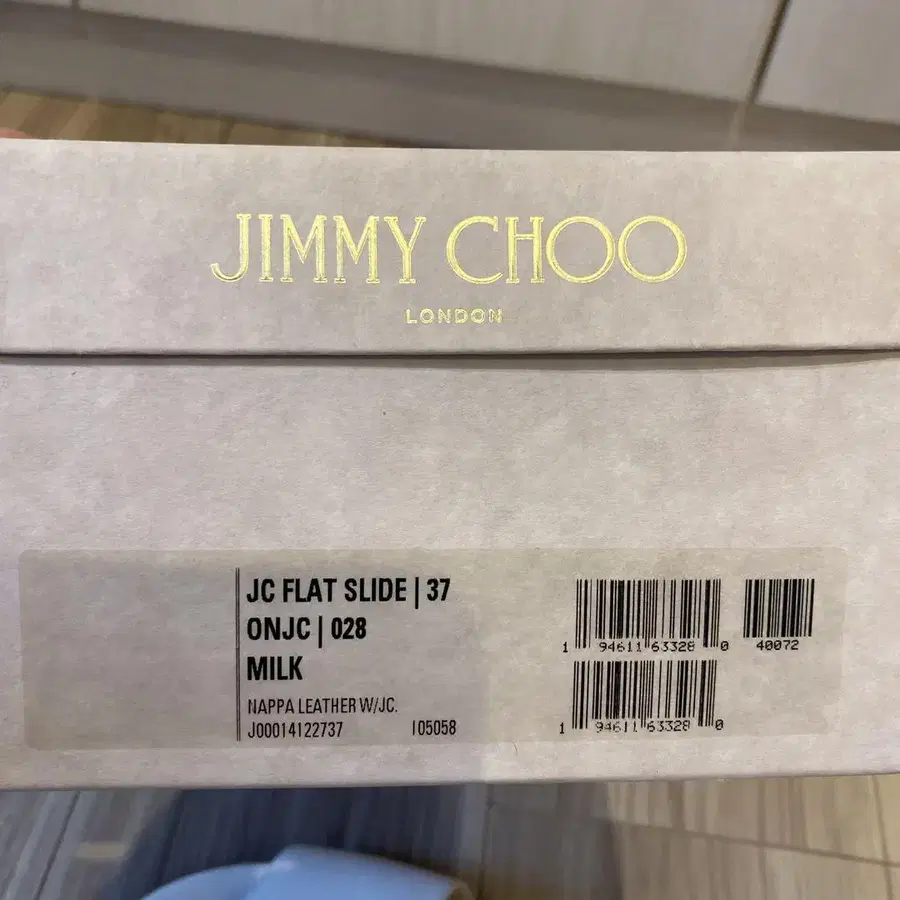 JIMMY CHOO
LONDON
JC FLAT SLIDE | 37
ONJC | 028
MILK
NAPPA LEATHER W/JC.
J00014122737 I05058
1 94611 63328 0
40072
1 94611 63328 0